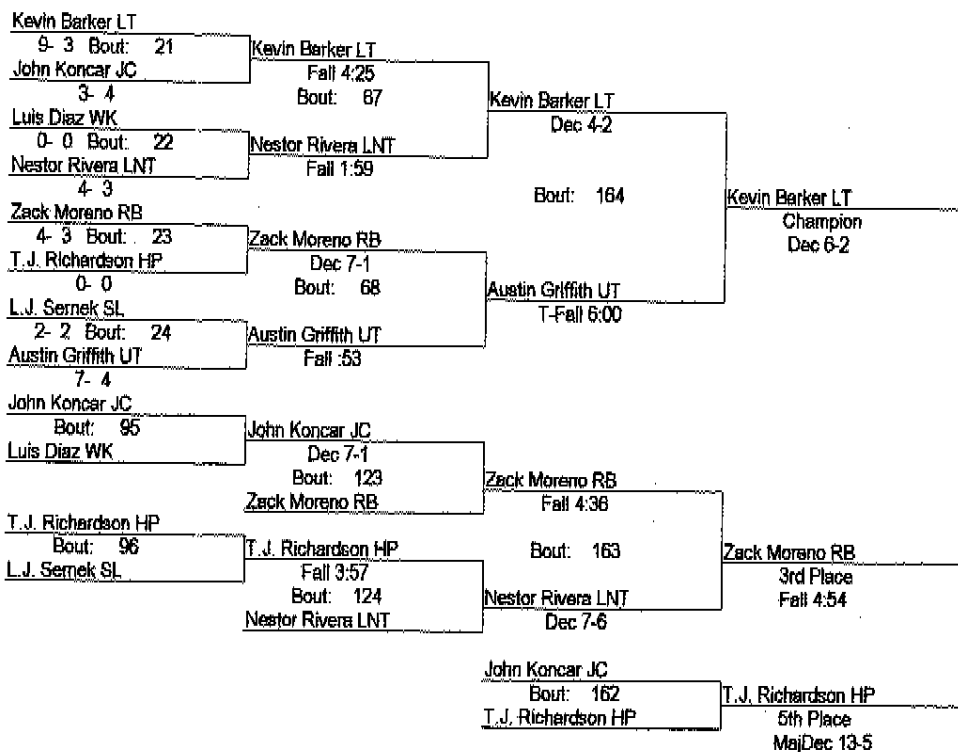 Kevin Barker LT
9- 3 Bout: 21
John Koncar JC
3- 4
Luis Diaz WK
0- 0 Bout: 22
Nestor Rivera LNT
4- 3
Zack Moreno RB
4- 3 Bout: 23
T.J. Richardson HP
0- 0
L.J. Sernek SL
2- 2 Bout: 24
Austin Griffith UT
7- 4
Kevin Barker LT
Fall 4:25
Bout: 67
Nestor Rivera LNT
Fall 1:59
Zack Moreno RB
Dec 7-1
Bout: 68
Austin Griffith UT
Fall :53
Kevin Barker LT
Dec 4-2
Bout: 164
Austin Griffith UT
T-Fall 6:00
Kevin Barker LT
Champion
Dec 6-2
John Koncar JC
Bout: 95
Luis Diaz WK
T.J. Richardson HP
Bout: 96
L.J. Sernek SL
John Koncar JC
Dec 7-1
Bout: 123
Zack Moreno RB
T.J. Richardson HP
Fall 3:57
Bout: 124
Nestor Rivera LNT
Zack Moreno RB
Fall 4:36
Bout: 163
Nestor Rivera LNT
Dec 7-6
Zack Moreno RB
3rd Place
Fall 4:54
John Koncar JC
Bout: 162
T.J. Richardson HP
T.J. Richardson HP
5th Place
MajDec 13-5